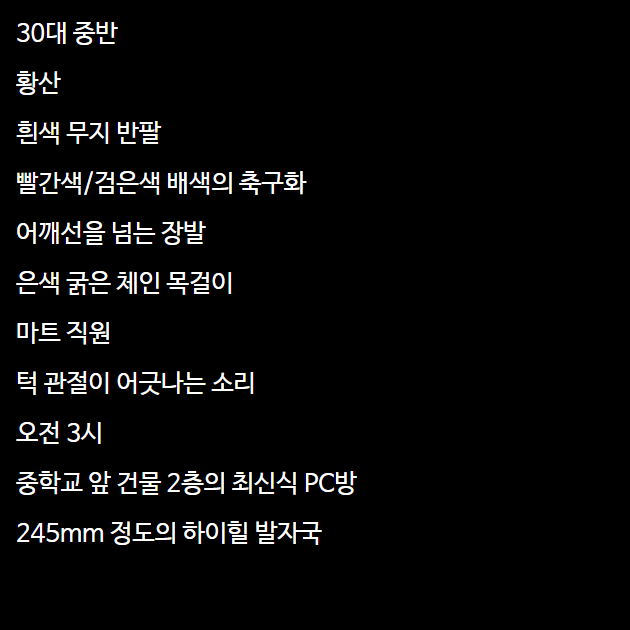 30대 중반
황산
흰색 무지 반팔
빨간색/검은색 배색의 축구화
어깨선을 넘는 장발
은색 굵은 체인 목걸이
마트 직원
턱 관절이 어긋나는 소리
오전 3시
중학교 앞 건물 2층의 최신식 PC방
245mm 정도의 하이힐 발자국